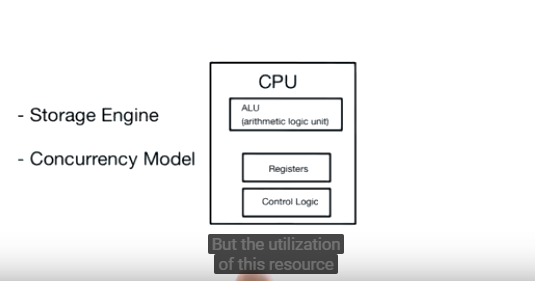 - Storage Engine
- Concurrency Model
CPU
ALU
(arithmetic logic unit)
Registers
Control Logic
But the utilization
of this resource